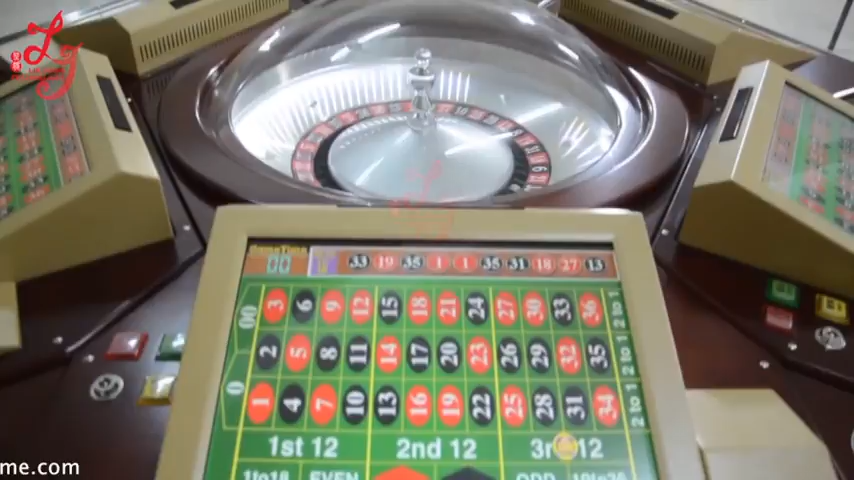 GameTime
00
33 19 35 1 1 35 31 18 27 13
00 3 6 9 12 15 18 21 24 27 30 33 36 2 to 1
2 5 8 11 14 17 20 23 26 29 32 35 2 to 1
0 1 4 7 10 13 16 19 22 25 28 31 34 2 to 1
1st 12 2nd 12 3rd 12
1to18 EVEN ODD 19to36
me.com